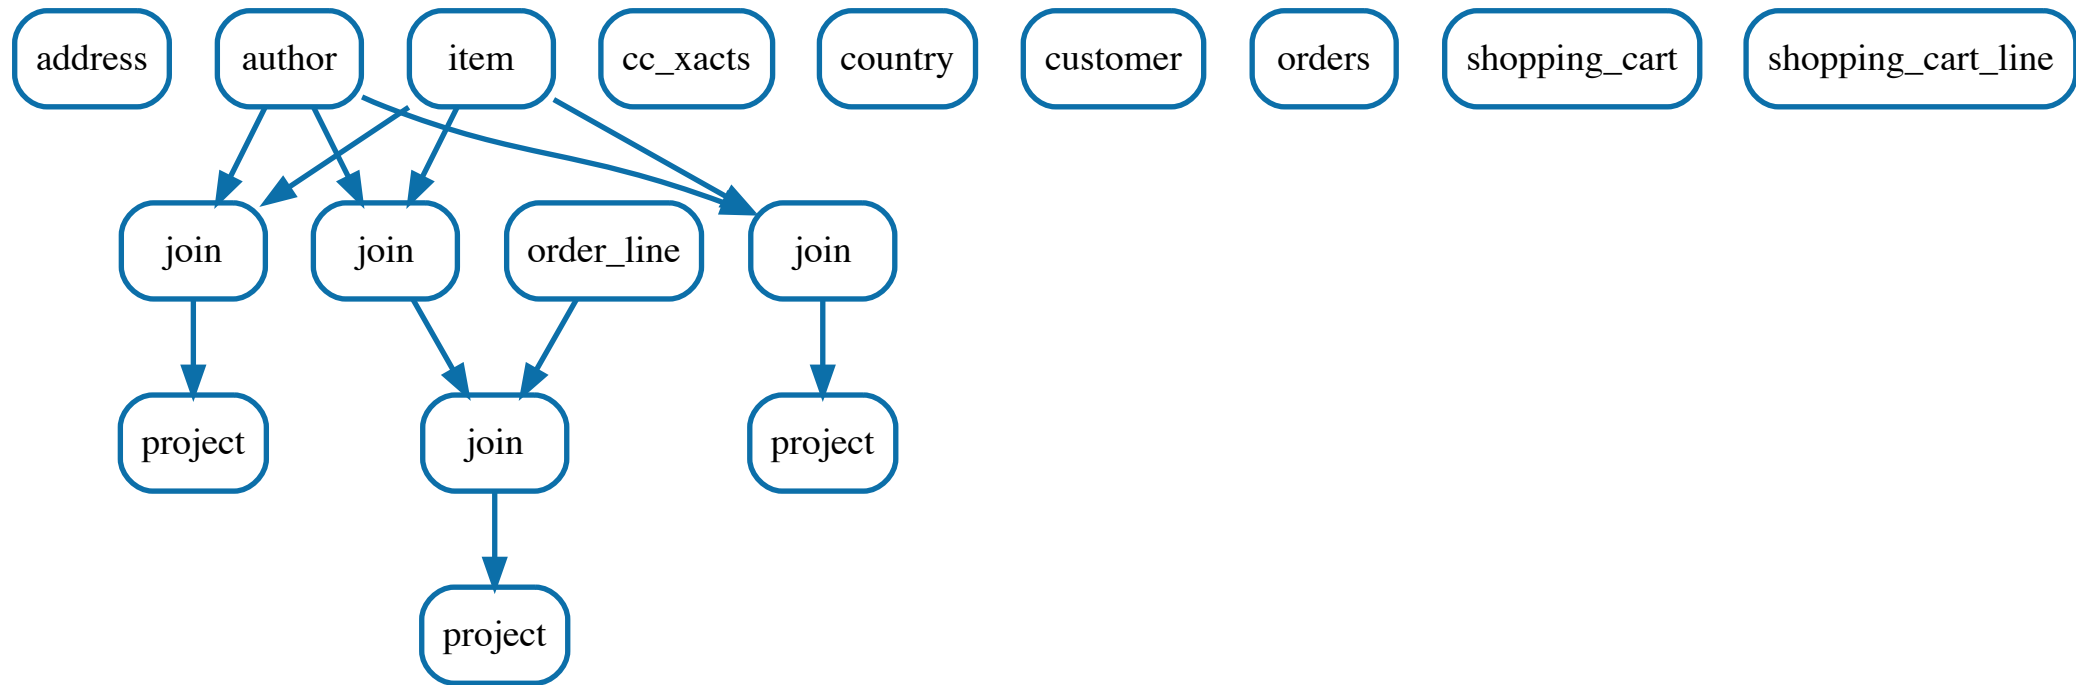 address
author
item
cc_xacts
country
customer
orders
shopping_cart
shopping_cart_line
join
join
order_line
join
project
join
project
project